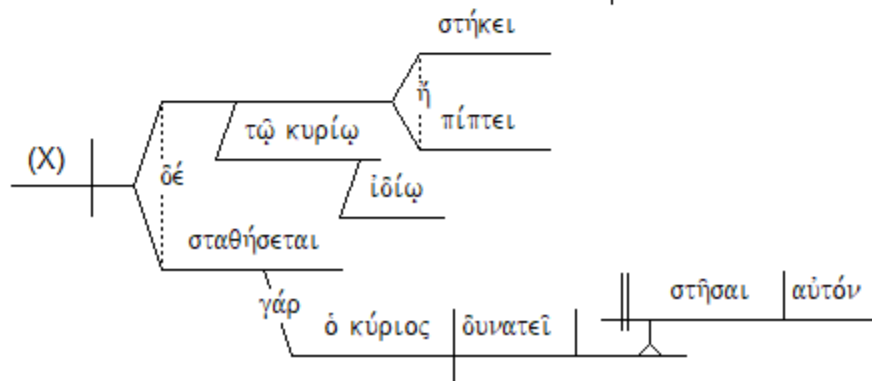 στήκει
ἤ
πίπτει
τῷ κυρίῳ
ἰδίῳ
(X)
δέ
σταθήσεται
γάρ
ὁ κύριος δυνατεῖ
στῆσαι αὐτόν